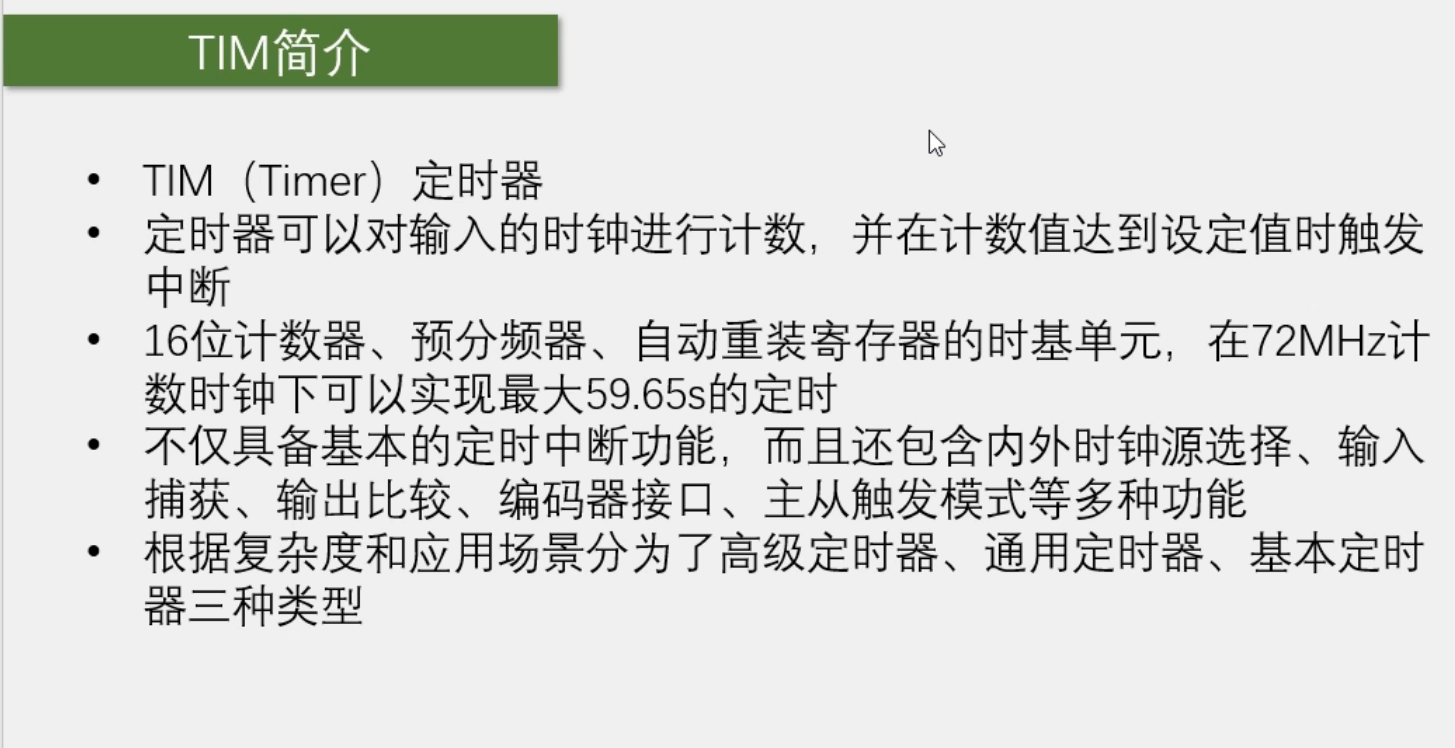 TIM简介
• TIM（Timer）定时器
• 定时器可以对输入的时钟进行计数，并在计数值达到设定值时触发
中断
• 16位计数器、预分频器、自动重装寄存器的时基单元，在72MHz计
数时钟下可以实现最大59.65s的定时
• 不仅具备基本的定时中断功能，而且还包含内外时钟源选择、输入
捕获、输出比较、编码器接口、主从触发模式等多种功能
• 根据复杂度和应用场景分为了高级定时器、通用定时器、基本定时
器三种类型